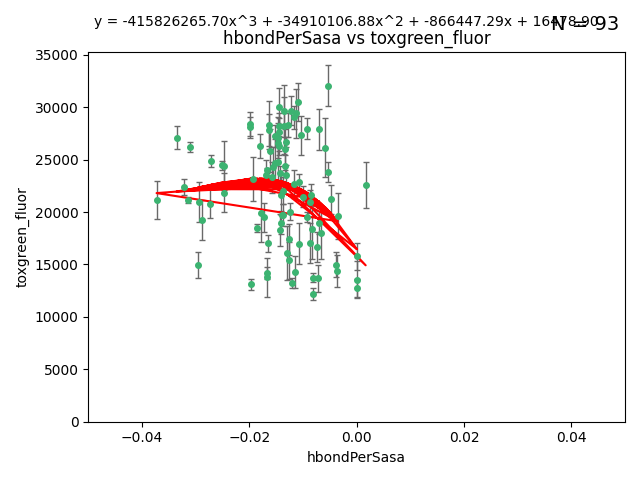 y = -415826265.70x^3 + -34910106.88x^2 + -866447.29x + 16478.90
N = 93
hbondPerSasa vs toxgreen_fluor
35000
30000
25000
20000
15000
10000
5000
0
toxgreen_fluor
−0.04
−0.02
0.00
0.02
0.04
hbondPerSasa